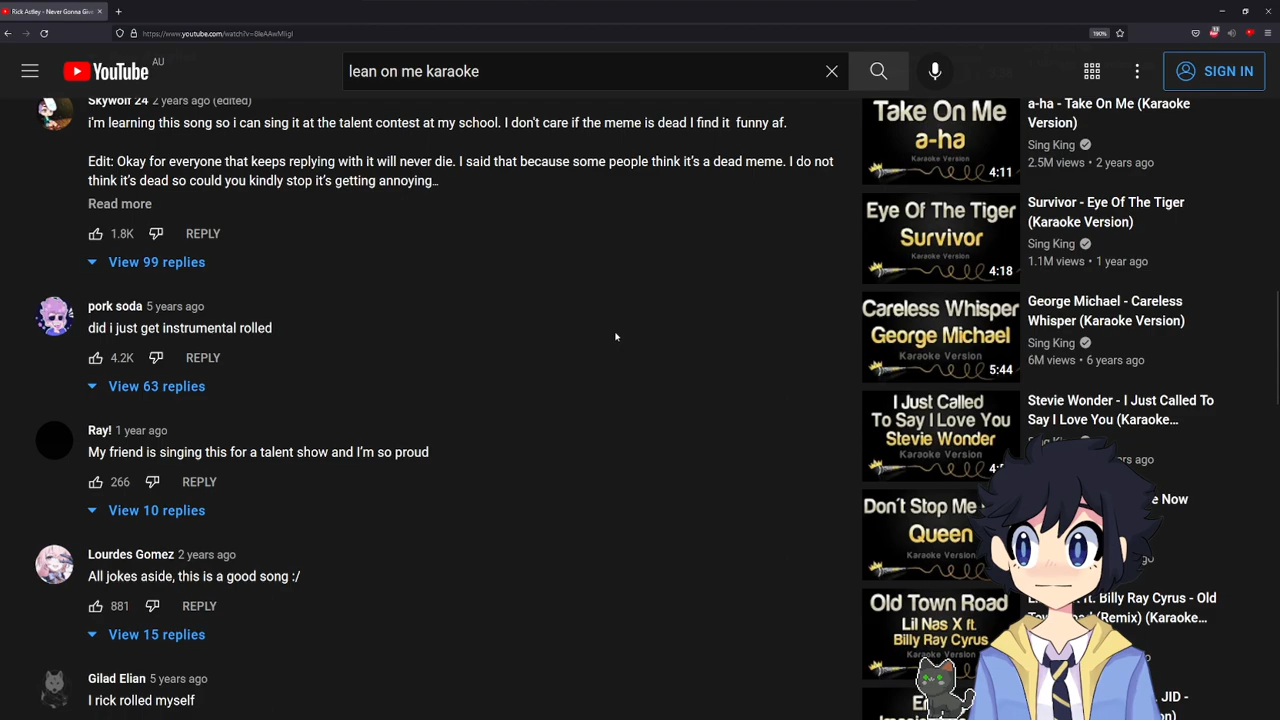 Rick Astley - Never Gonna Give
https://www.youtube.com/watch?v=BleAAwMligI
190%
YouTube AU
lean on me karaoke
SIGN IN
Skywolf 24 2 years ago (edited)
i'm learning this song so i can sing it at the talent contest at my school. I don't care if the meme is dead I find it funny af.
Edit: Okay for everyone that keeps replying with it will never die. I said that because some people think it's a dead meme. I do not
think it's dead so could you kindly stop it's getting annoying…
Read more
1.8K REPLY
View 99 replies
pork soda 5 years ago
did i just get instrumental rolled
4.2K REPLY
View 63 replies
Ray! 1 year ago
My friend is singing this for a talent show and I'm so proud
266 REPLY
View 10 replies
Lourdes Gomez 2 years ago
All jokes aside, this is a good song :/
881 REPLY
View 15 replies
Gilad Elian 5 years ago
I rick rolled myself
Take On Me
a-ha
Karaoke Version
4:11
a-ha - Take On Me (Karaoke
Version)
Sing King
2.5M views • 2 years ago
Eye Of The Tiger
Survivor
Karaoke Version
4:18
Survivor - Eye Of The Tiger
(Karaoke Version)
Sing King
1.1M views • 1 year ago
Careless Whisper
George Michael
Karaoke Version
5:44
George Michael - Careless
Whisper (Karaoke Version)
Sing King
6M views • 6 years ago
I Just Called
To Say I Love You
Stevie Wonder
Karaoke Version
Stevie Wonder - I Just Called To
Say I Love You (Karaoke…
ago
Don´t Stop Me
Queen
Karaoke Version
Now
Old Town Road
Lil Nas X ft.
Billy Ray Cyrus
ft. Billy Ray Cyrus - Old
(Remix) (Karaoke…
JID -